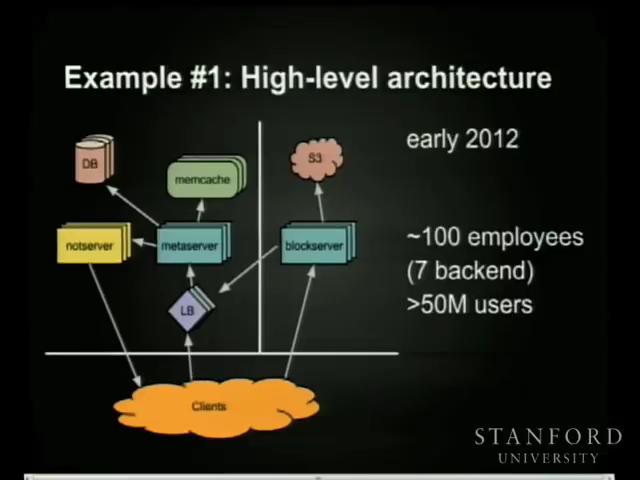 Example #1: High-level architecture
early 2012
DB
memcache
S3
notserver
metaserver
blockserver
~100 employees
(7 backend)
>50M users
LB
Clients
STANFORD
UNIVERSITY